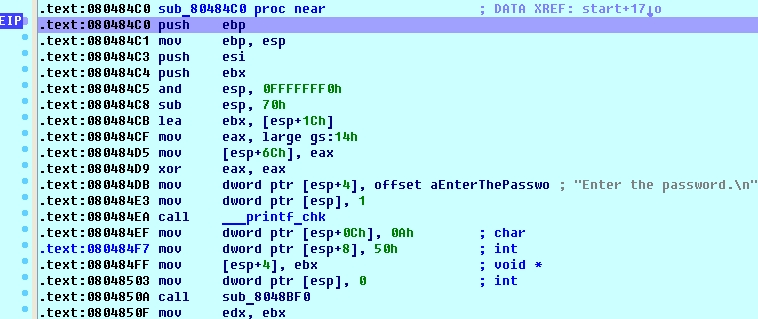 .text:080484C0 sub_80484C0 proc near ; DATA XREF: start+17↓o
EIP .text:080484C0 push ebp
.text:080484C1 mov ebp, esp
.text:080484C3 push esi
.text:080484C4 push ebx
.text:080484C5 and esp, 0FFFFFFF0h
.text:080484C8 sub esp, 70h
.text:080484CB lea ebx, [esp+1Ch]
.text:080484CF mov eax, large gs:14h
.text:080484D5 mov [esp+6Ch], eax
.text:080484D9 xor eax, eax
.text:080484DB mov dword ptr [esp+4], offset aEnterThePasswo ; "Enter the password.\n"
.text:080484E3 mov dword ptr [esp], 1
.text:080484EA call ___printf_chk
.text:080484EF mov dword ptr [esp+0Ch], 0Ah ; char
.text:080484F7 mov dword ptr [esp+8], 50h ; int
.text:080484FF mov [esp+4], ebx ; void *
.text:08048503 mov dword ptr [esp], 0 ; int
.text:0804850A call sub_8048BF0
.text:0804850F mov edx, ebx